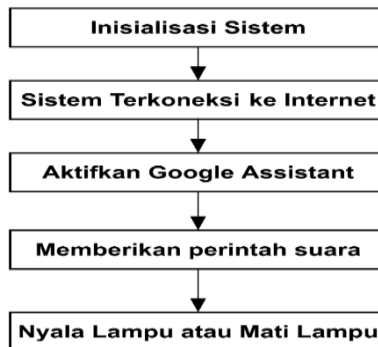 Inisialisasi Sistem
Sistem Terkoneksi ke Internet
Aktifkan Google Assistant
Memberikan perintah suara
Nyala Lampu atau Mati Lampu